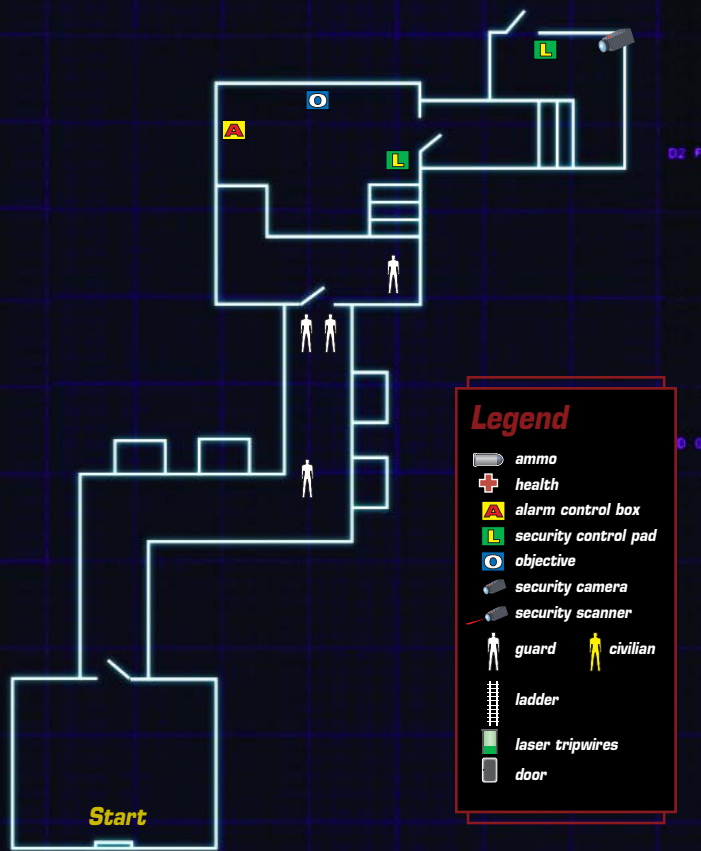 L
O
A
L
D2 F
Legend
ammo
health
A alarm control box
L security control pad
O objective
security camera
security scanner
guard civilian
ladder
laser tripwires
door
Start